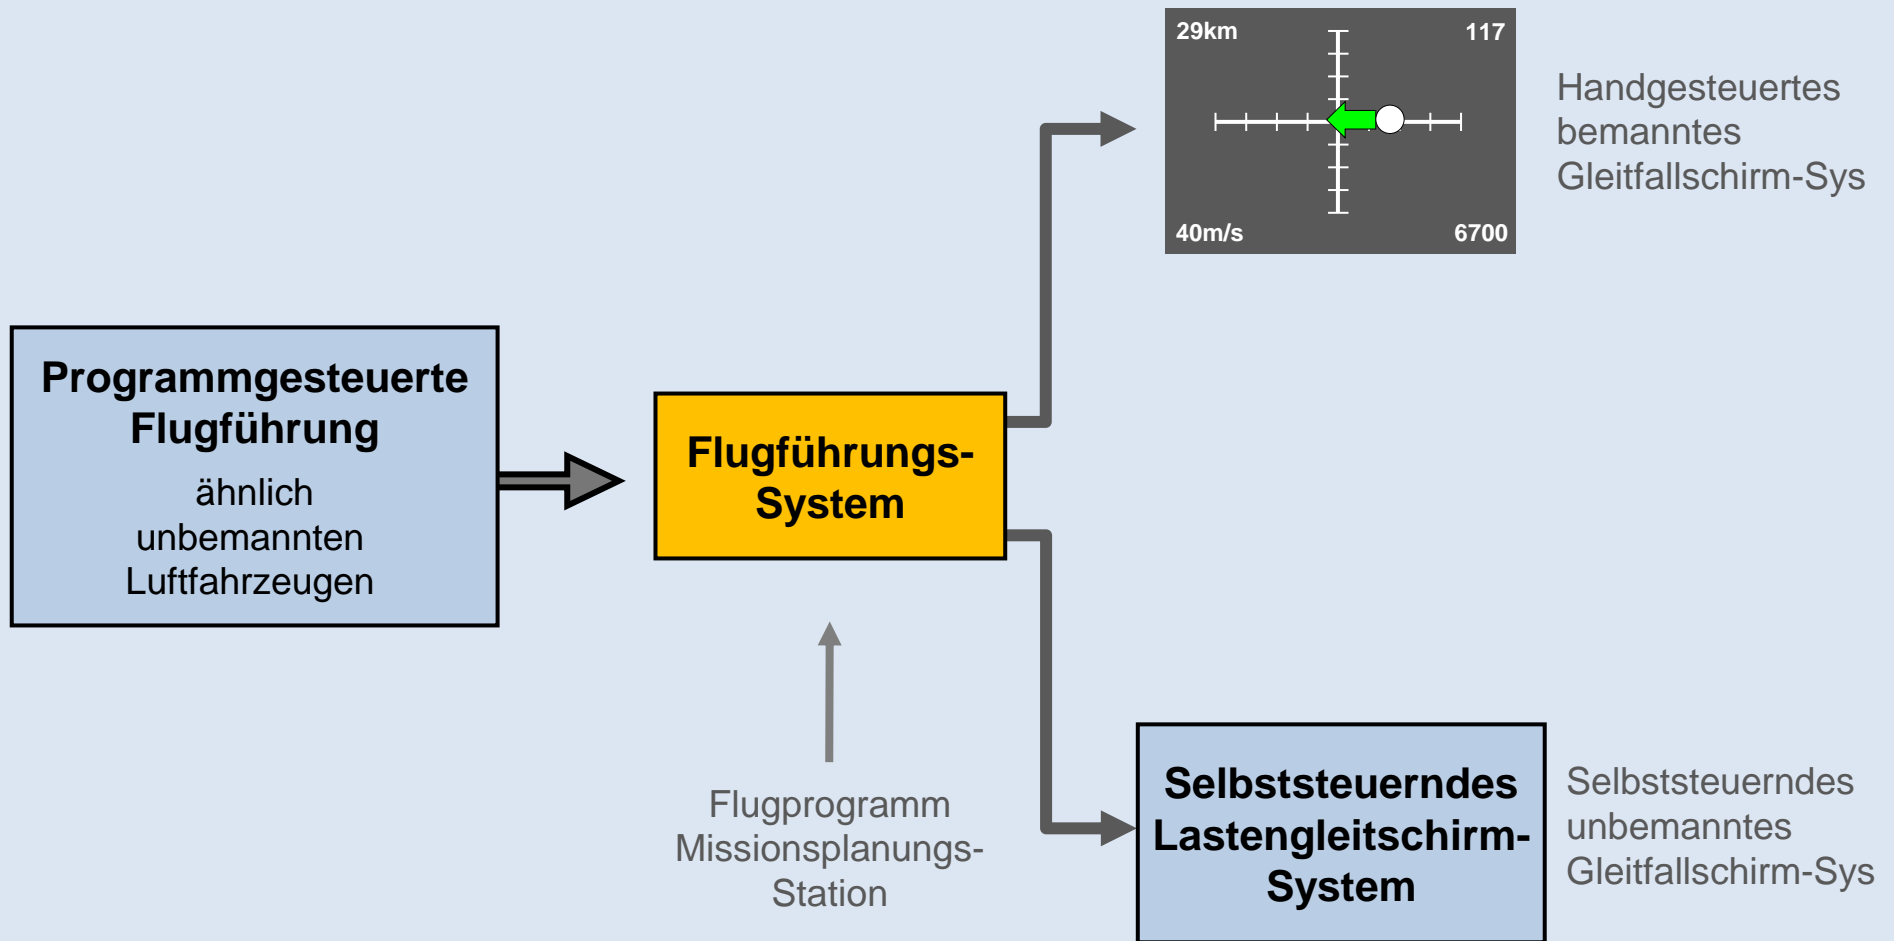 29km
117
40m/s
6700
Handgesteuertes
bemanntes
Gleitfallschirm-Sys
Programmgesteuerte
Flugführung
ähnlich
unbemannten
Luftfahrzeugen
Flugführungs-
System
Flugprogramm
Missionsplanungs-
Station
Selbststeuerndes
Lastengleitschirm-
System
Selbststeuerndes
unbemanntes
Gleitfallschirm-Sys